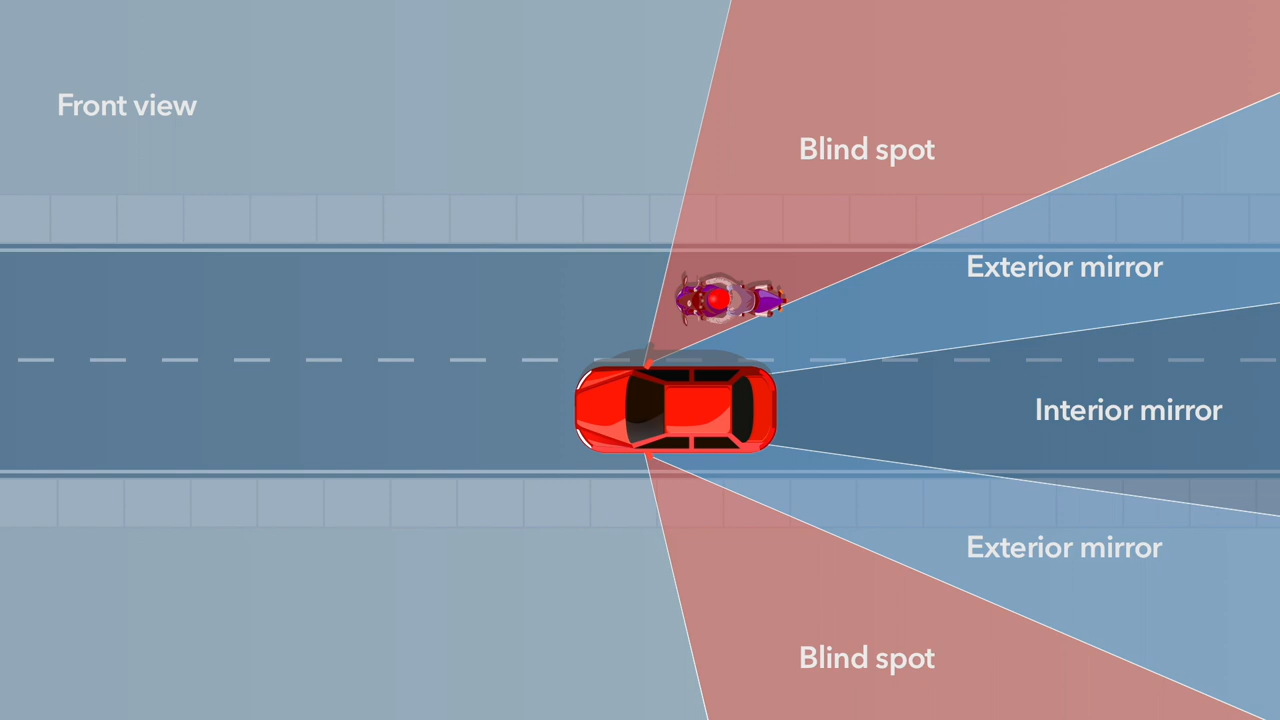 Front view
Blind spot
Exterior mirror
Interior mirror
Exterior mirror
Blind spot